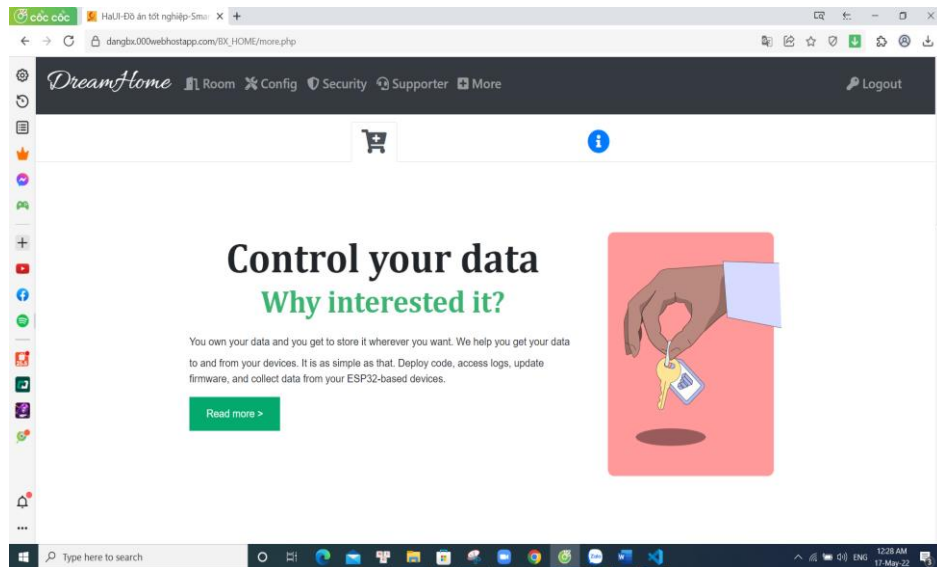 cốc cốc
HaUI-Đồ án tốt nghiệp-Smar
dangbx.000webhostapp.com/BX_HOME/more.php
DreamHome Room Config Security Supporter More Logout
Control your data
Why interested it?
You own your data and you get to store it wherever you want. We help you get your data
to and from your devices. It is as simple as that. Deploy code, access logs, update
firmware, and collect data from your ESP32-based devices.
Read more >
Type here to search
Zalo
W
ENG
12:28 AM
17-May-22